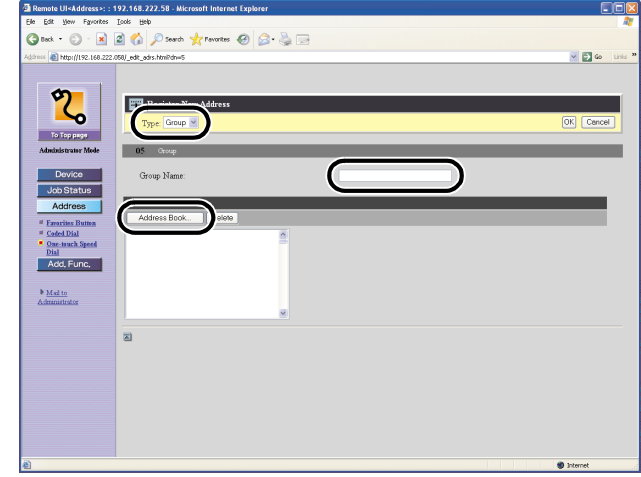 Remote UI<Address>: : 192.168.222.58 - Microsoft Internet Explorer
File Edit View Favorites Tools Help
Back Search Favorites
Address http://192.168.222.058/_edit_adrs.html?dn=5 Go Links »
To Top page
Administrator Mode
Device
Job Status
Address
Favorites Button
Coded Dial
One-touch Speed
Dial
Add. Func.
Mail to
Administrator
Register New Address
Type: Group OK Cancel
05 Group
Group Name:
Address Book...
Internet